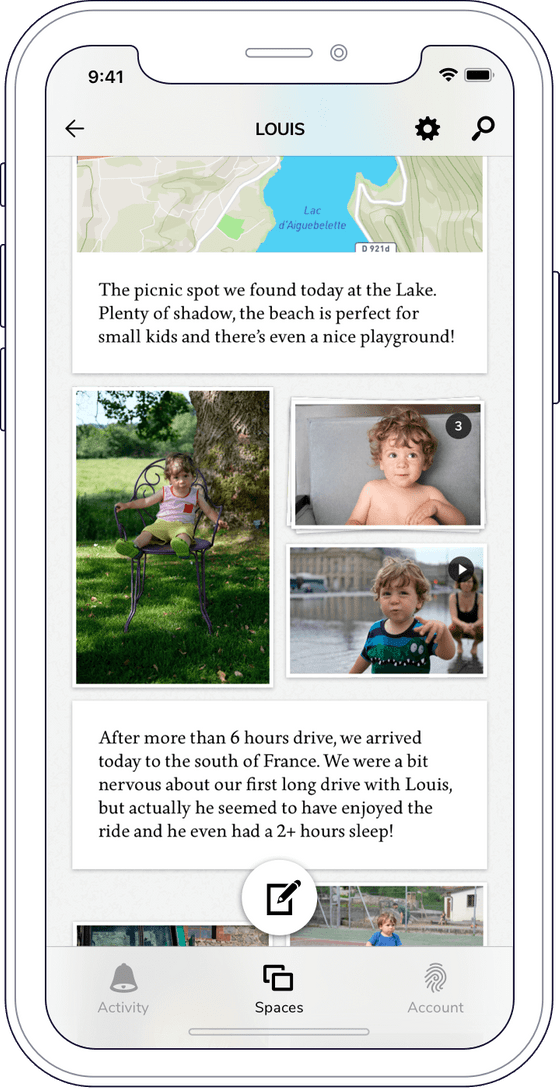 9:41
LOUIS
Lac
d'Aiguebelette
D 921d
The picnic spot we found today at the Lake.
Plenty of shadow, the beach is perfect for
small kids and there’s even a nice playground!
3
After more than 6 hours drive, we arrived
today to the south of France. We were a bit
nervous about our first long drive with Louis,
but actually he seemed to have enjoyed the
ride and he even had a 2+ hours sleep!
Activity
Spaces
Account